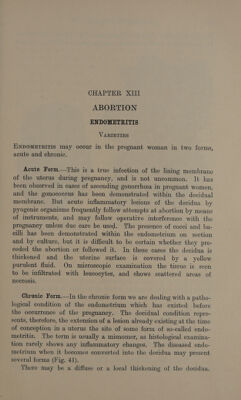 CHAPTER XIII
ABORTION
ENDOMETRITIS
VARIETIES
ENDOMETRITIS may occur in the pregnant woman in two forms,
acute and chronic.
Acute Form.—This is a true infection of the lining membrane
of the uterus during pregnancy, and is not uncommon. It has
been observed in cases of ascending gonorrhœa in pregnant women,
and the gonococcus has been demonstrated within the decidual
membrane. But acute inflammatory lesions of the decidua by
pyogenic organisms frequently follow attempts at abortion by means
of instruments, and may follow operative interference with the
pregnancy unless due care be used. The presence of cocci and ba-
cilli has been demonstrated within the endometrium on section
and by culture, but it is difficult to be certain whether they pre-
ceded the abortion or followed it. In these cases the decidua is
thickened and the uterine surface is covered by a yellow
purulent fluid. On microscopic examination the tissue is seen
to be infiltrated with leucocytes, and shows scattered areas of
necrosis.
Chronic Form.—In the chronic form we are dealing with a patho-
logical condition of the endometrium which has existed before
the occurrence of the pregnancy. The decidual condition repre-
sents, therefore, the extension of a lesion already existing at the time
of conception in a uterus the site of some form of so-called endo-
metritis. The term is usually a misnomer, as histological examina-
tion rarely shows any inflammatory changes. The diseased endo-
metrium when it becomes converted into the decidua may present
several forms (Fig. 41).
There may be a diffuse or a local thickening of the decidua.